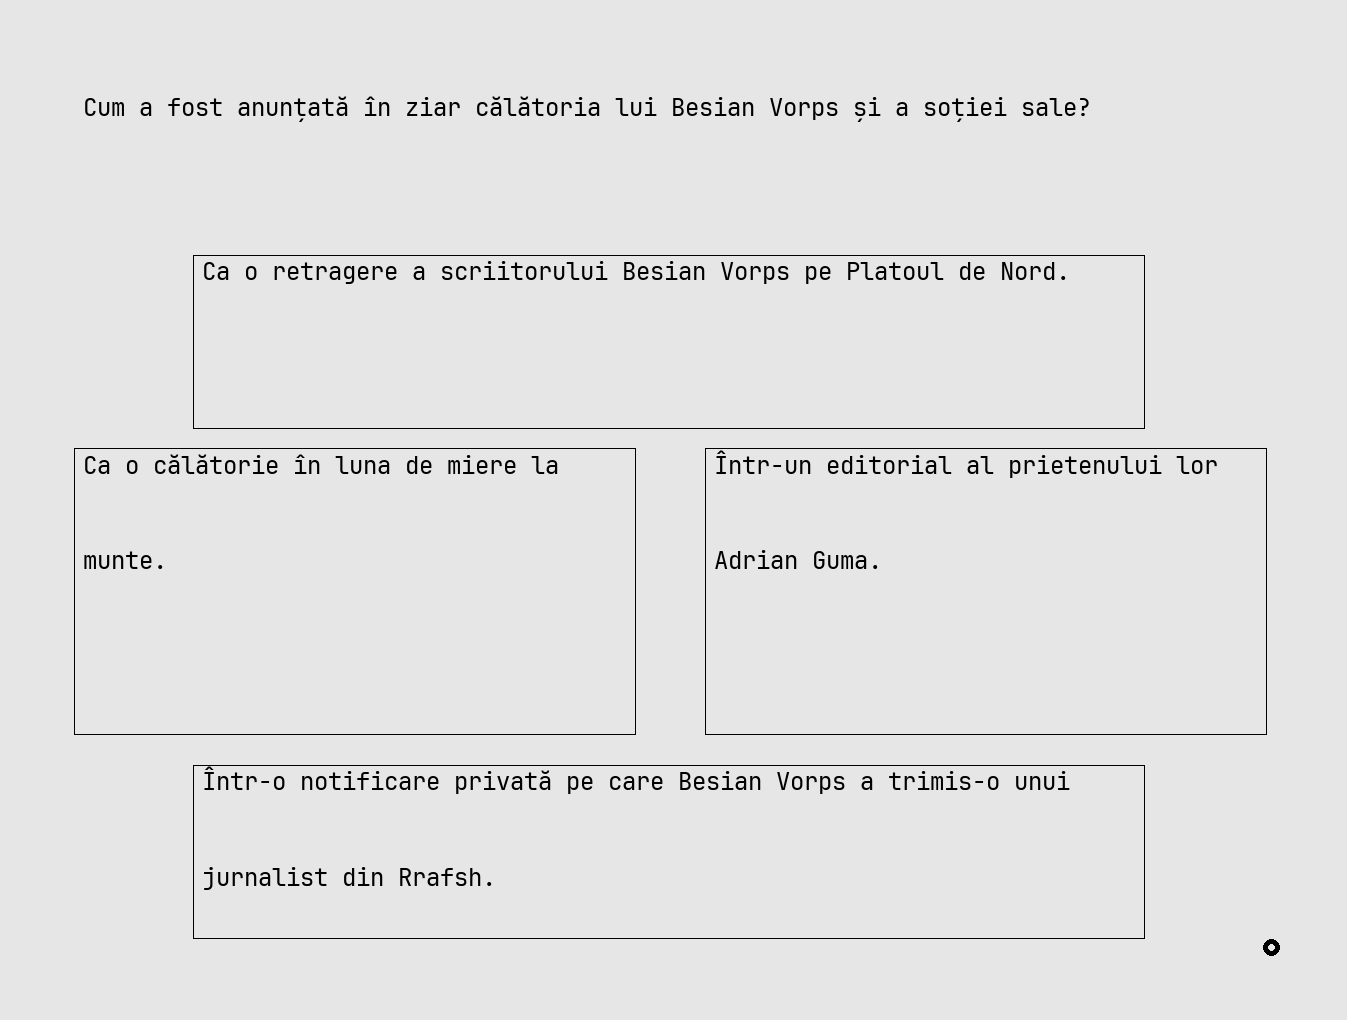 Cum a fost anunțată în ziar călătoria lui Besian Vorps și a soției sale?
Ca o retragere a scriitorului Besian Vorps pe Platoul de Nord.
Ca o călătorie în luna de miere la
munte.
Într-un editorial al prietenului lor
Adrian Guma.
Într-o notificare privată pe care Besian Vorps a trimis-o unui
jurnalist din Rrafsh.